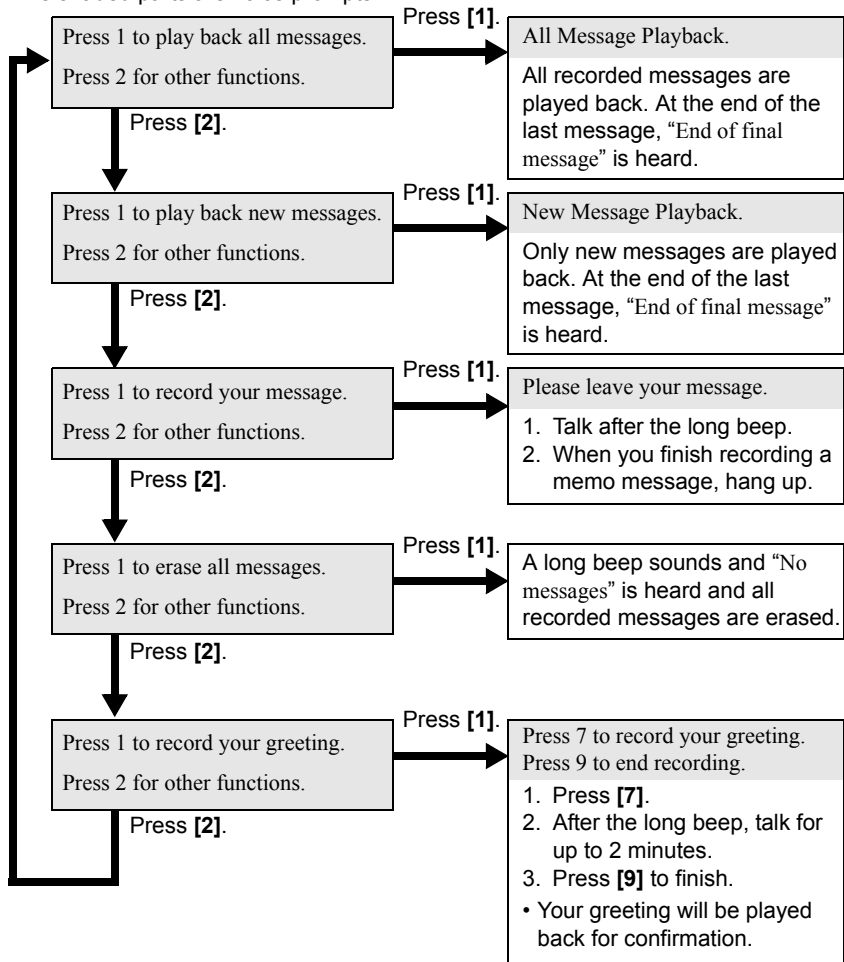 Press [1].
Press 1 to play back all messages.
Press 2 for other functions.
All Message Playback.
All recorded messages are
played back. At the end of the
last message, “End of final
message” is heard.
Press [2].
Press [1].
Press 1 to play back new messages.
Press 2 for other functions.
New Message Playback.
Only new messages are played
back. At the end of the last
message, “End of final message”
is heard.
Press [2].
Press [1].
Press 1 to record your message.
Press 2 for other functions.
Please leave your message.
1. Talk after the long beep.
2. When you finish recording a
memo message, hang up.
Press [2].
Press [1].
Press 1 to erase all messages.
Press 2 for other functions.
A long beep sounds and “No
messages” is heard and all
recorded messages are erased.
Press [2].
Press [1].
Press 1 to record your greeting.
Press 2 for other functions.
Press 7 to record your greeting.
Press 9 to end recording.
1. Press [7].
2. After the long beep, talk for
up to 2 minutes.
3. Press [9] to finish.
• Your greeting will be played
back for confirmation.
Press [2].